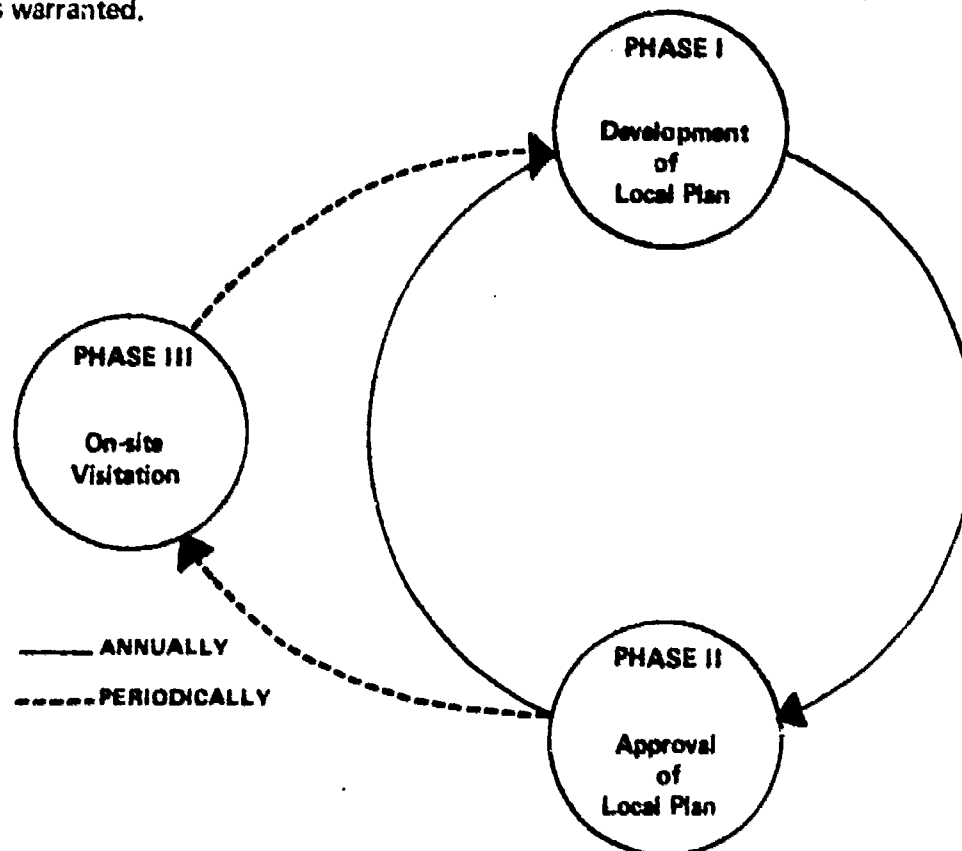 s warranted.
PHASE I
Development
of
Local Plan
PHASE III
On-site
Visitation
ANNUALLY
PERIODICALLY
PHASE II
Approval
of
Local Plan